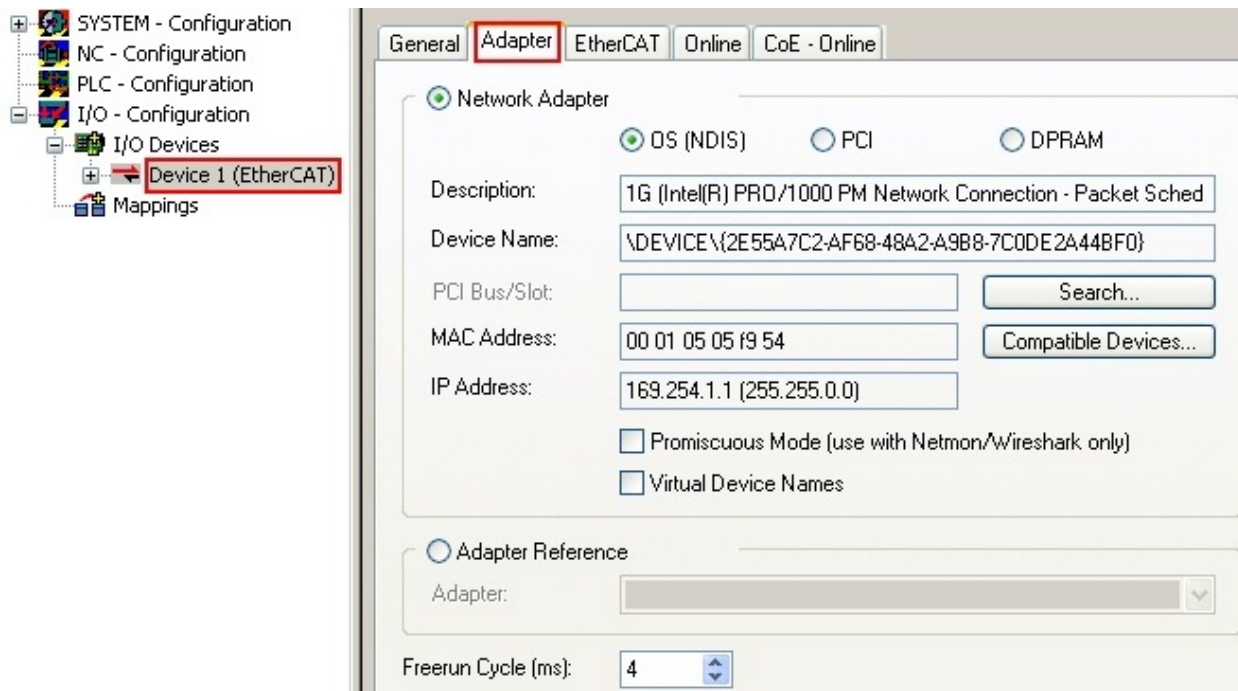 SYSTEM - Configuration
NC - Configuration
PLC - Configuration
I/O - Configuration
I/O Devices
Device 1 (EtherCAT)
Mappings
General Adapter EtherCAT Online CoE - Online
Network Adapter
OS (NDIS) PCI DPRAM
Description: 1G (Intel(R) PRO/1000 PM Network Connection - Packet Sched
Device Name: \DEVICE\{2E55A7C2-AF68-48A2-A9B8-7C0DE2A44BF0}
PCI Bus/Slot: Search...
MAC Address: 00 01 05 05 f9 54 Compatible Devices...
IP Address: 169.254.1.1 (255.255.0.0)
Promiscuous Mode (use with Netmon/Wireshark only)
Virtual Device Names
Adapter Reference
Adapter:
Freerun Cycle (ms): 4